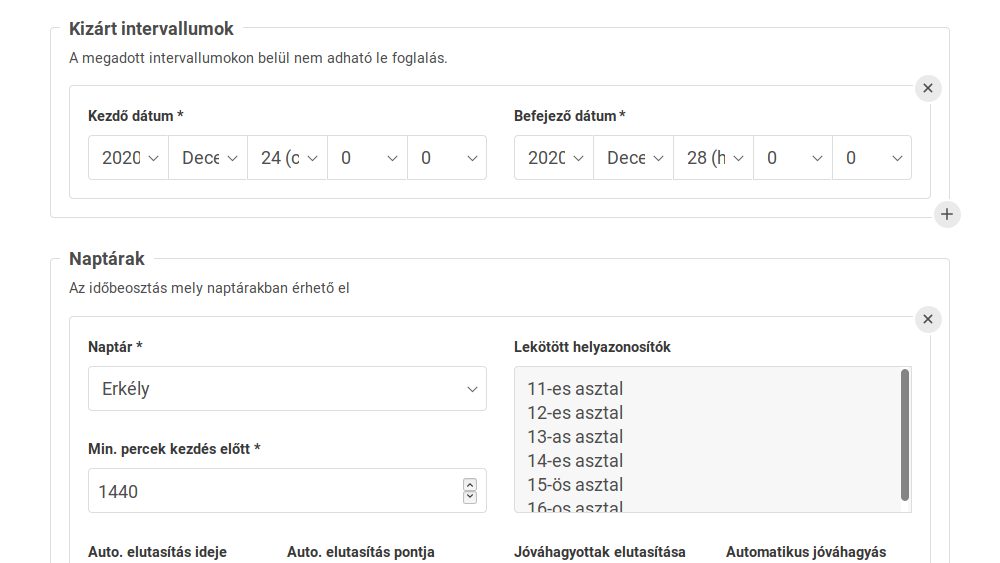 Kizárt intervallumok
A megadott intervallumokon belül nem adható le foglalás.
Kezdő dátum *
Befejező dátum *
2020 Dece 24 (c 0 0
2020 Dece 28 (h 0 0
Naptárak
Az időbeosztás mely naptárakban érhető el
Naptár *
Erkély
Min. percek kezdés előtt *
1440
Lekötött helyazonosítók
11-es asztal
12-es asztal
13-as asztal
14-es asztal
15-ös asztal
16-os asztal
Auto. elutasítás ideje
Auto. elutasítás pontja
Jóváhagyottak elutasítása
Automatikus jóváhagyás